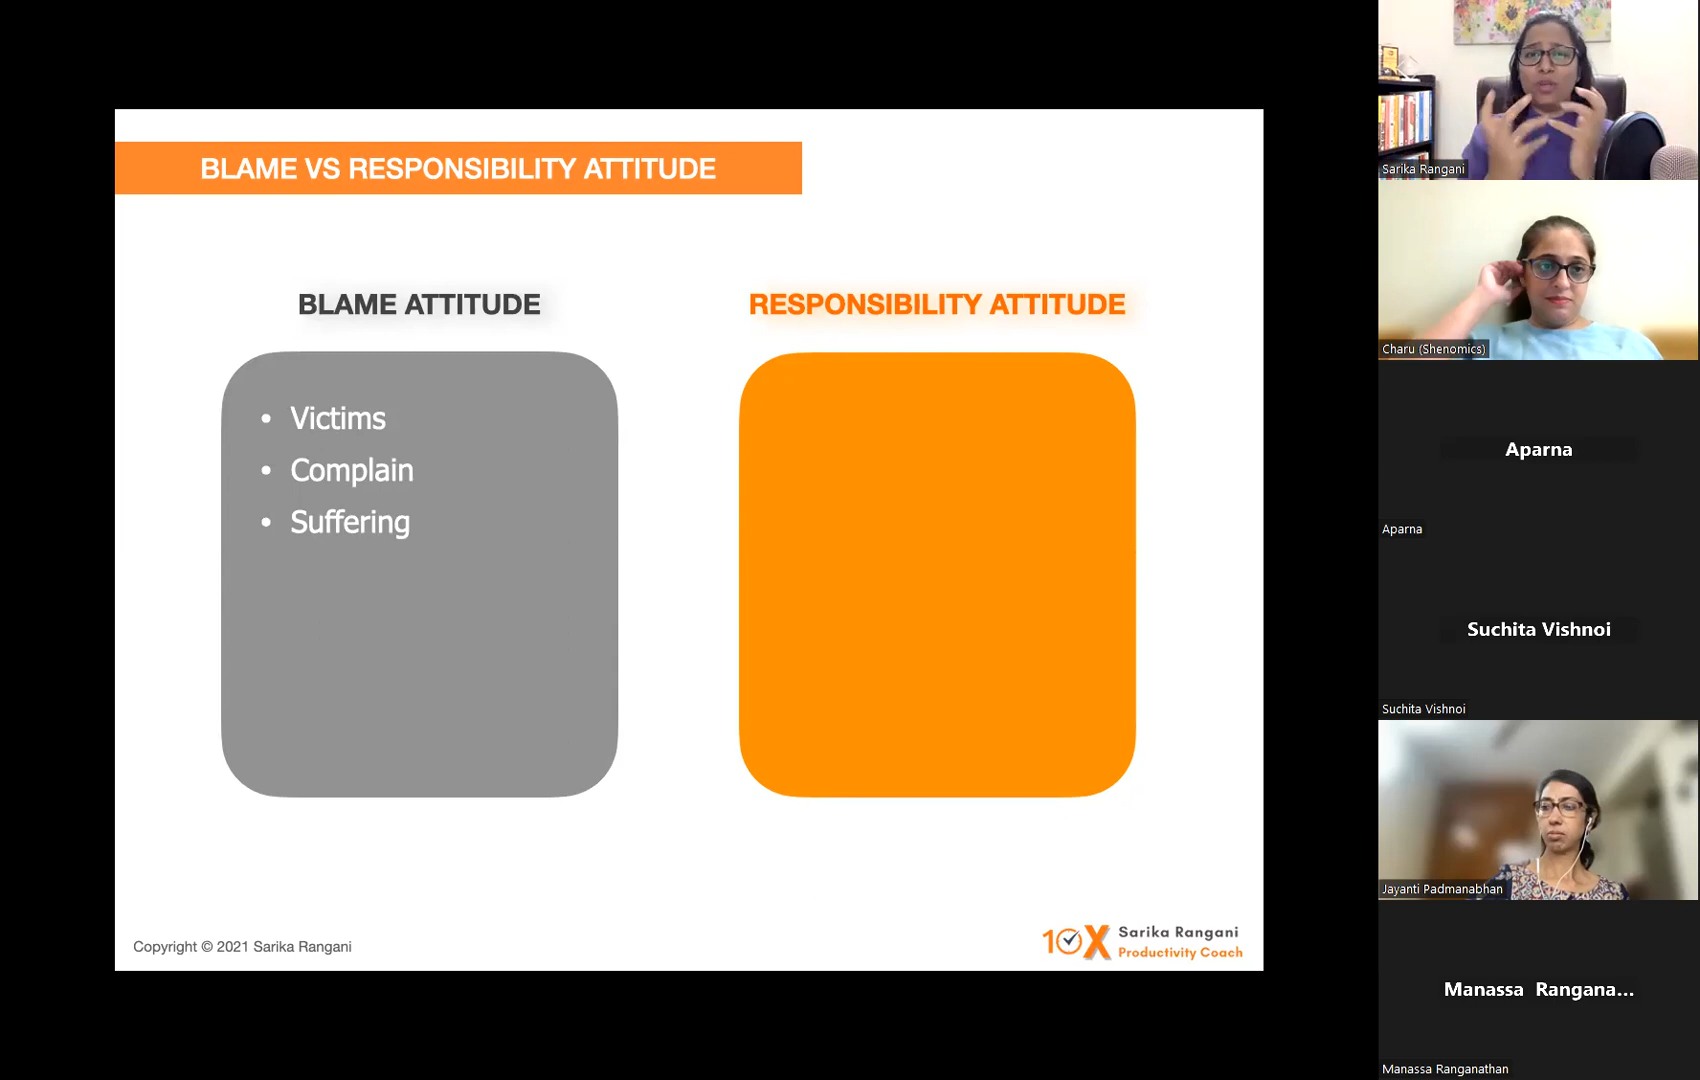 BLAME VS RESPONSIBILITY ATTITUDE
BLAME ATTITUDE
• Victims
• Complain
• Suffering
RESPONSIBILITY ATTITUDE
Copyright © 2021 Sarika Rangani
10X Sarika Rangani
Productivity Coach
Sarika Rangani
Charu (Shenomics)
Aparna
Aparna
Suchita Vishnoi
Suchita Vishnoi
Jayanti Padmanabhan
Manassa Rangana...
Manassa Ranganathan